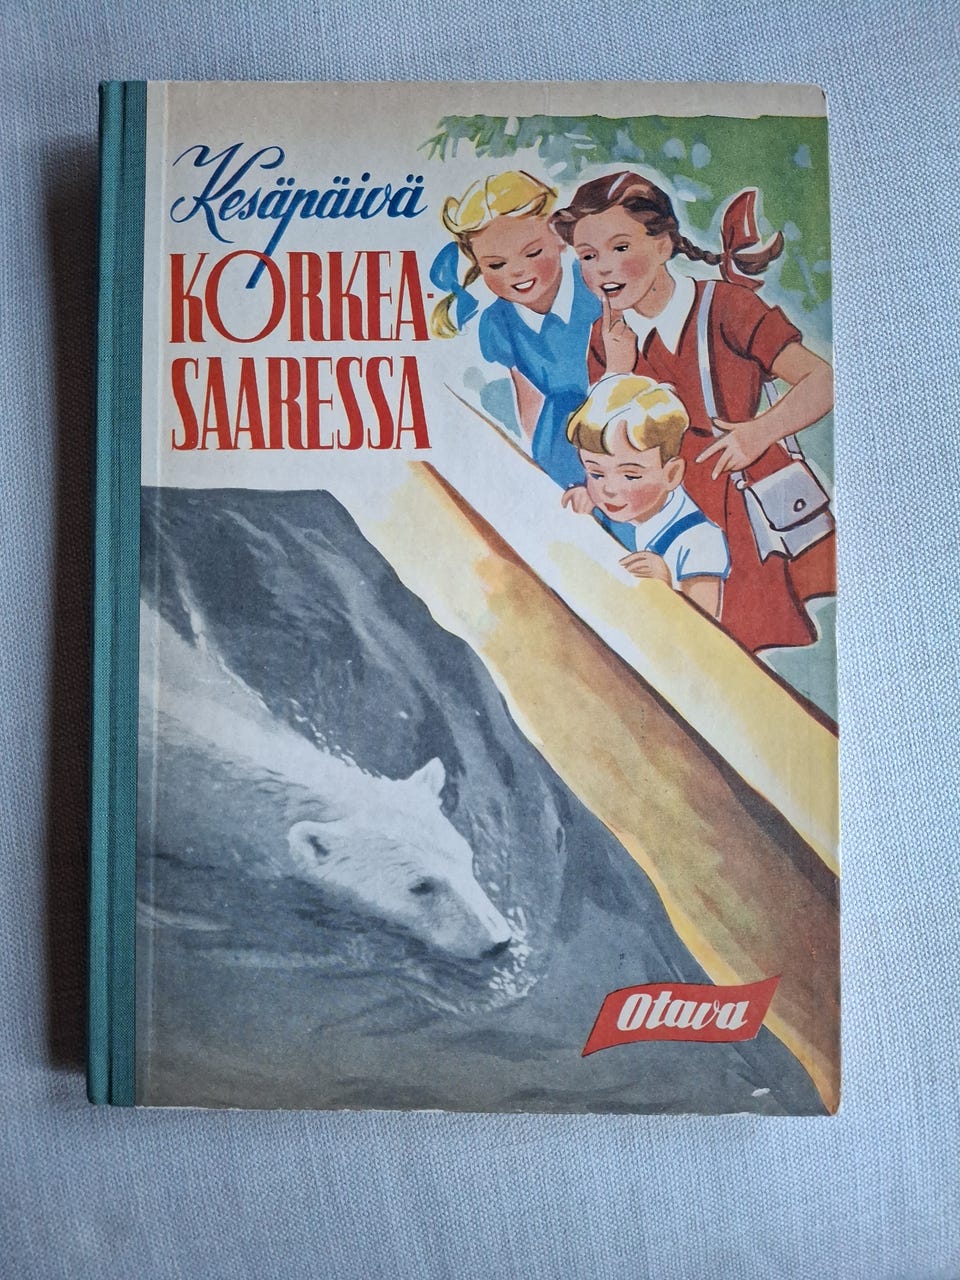 Kesäpäivä
KORKEA-
SAARESSA
Otava